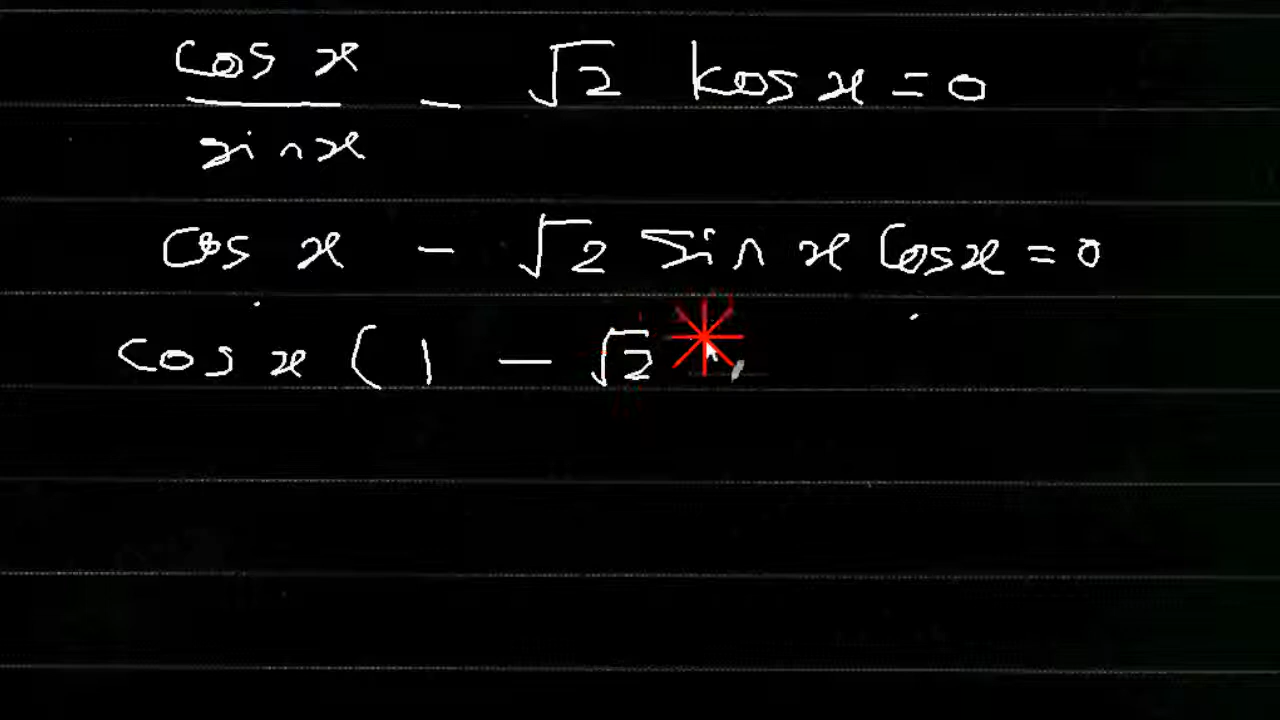 cos x / sin x - √2 kos x = 0
cos x - √2 sin x cos x = 0
cos x ( 1 - √2